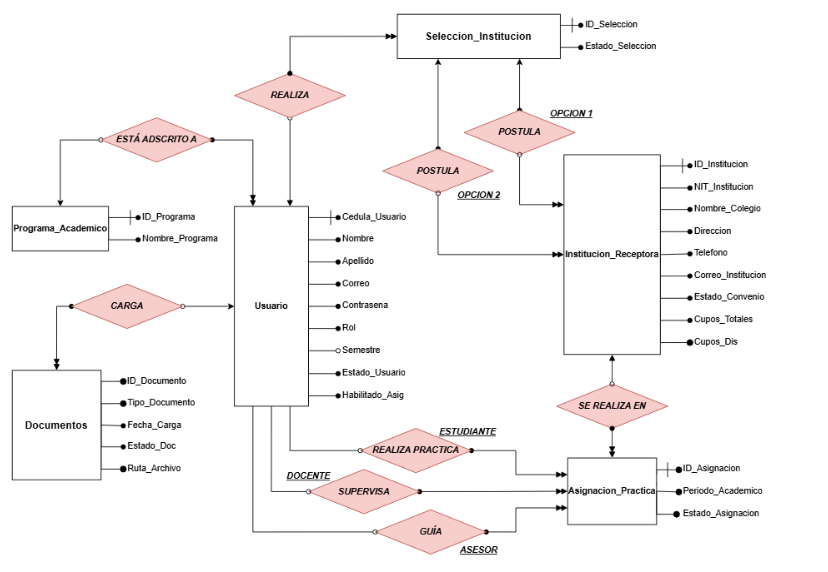 Seleccion_Institucion
ID_Seleccion
Estado_Seleccion
REALIZA
OPCION 1
POSTULA
ESTÁ ADSCRITO A
POSTULA
OPCION 2
Programa_Academico
ID_Programa
Nombre_Programa
Usuario
Cedula_Usuario
Nombre
Apellido
Correo
Contrasena
Rol
Semestre
Estado_Usuario
Habilitado_Asig
Institucion_Receptora
ID_Institucion
NIT_Institucion
Nombre_Colegio
Direccion
Telefono
Correo_Institucion
Estado_Convenio
Cupos_Totales
Cupos_Dis
CARGA
Documentos
ID_Documento
Tipo_Documento
Fecha_Carga
Estado_Doc
Ruta_Archivo
SE REALIZA EN
ESTUDIANTE
REALIZA PRACTICA
DOCENTE
SUPERVISA
GUÍA
ASESOR
Asignacion_Practica
ID_Asignacion
Periodo_Academico
Estado_Asignacion